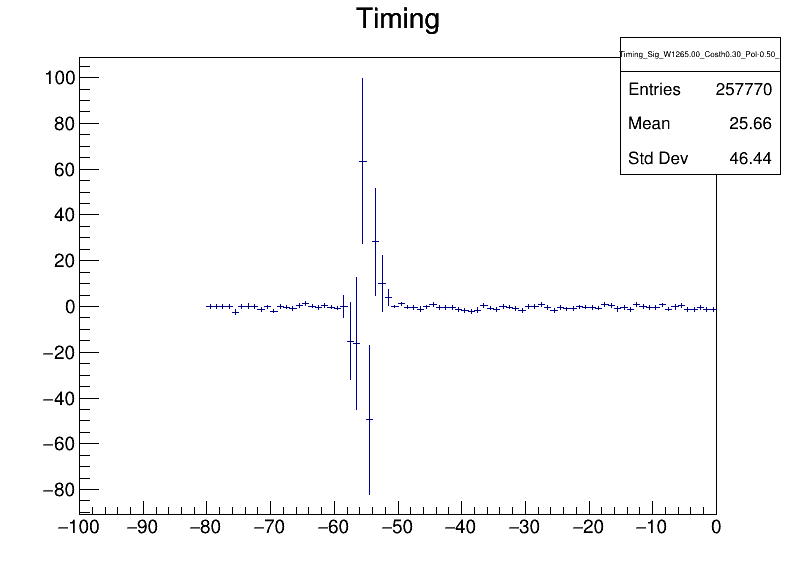 Timing
Timing_Sig_W1265.00_Costh0.30_Pol-0.50_
Entries 257770
Mean 25.66
Std Dev 46.44
100
80
60
40
20
0
−20
−40
−60
−80
−100 −90 −80 −70 −60 −50 −40 −30 −20 −10 0